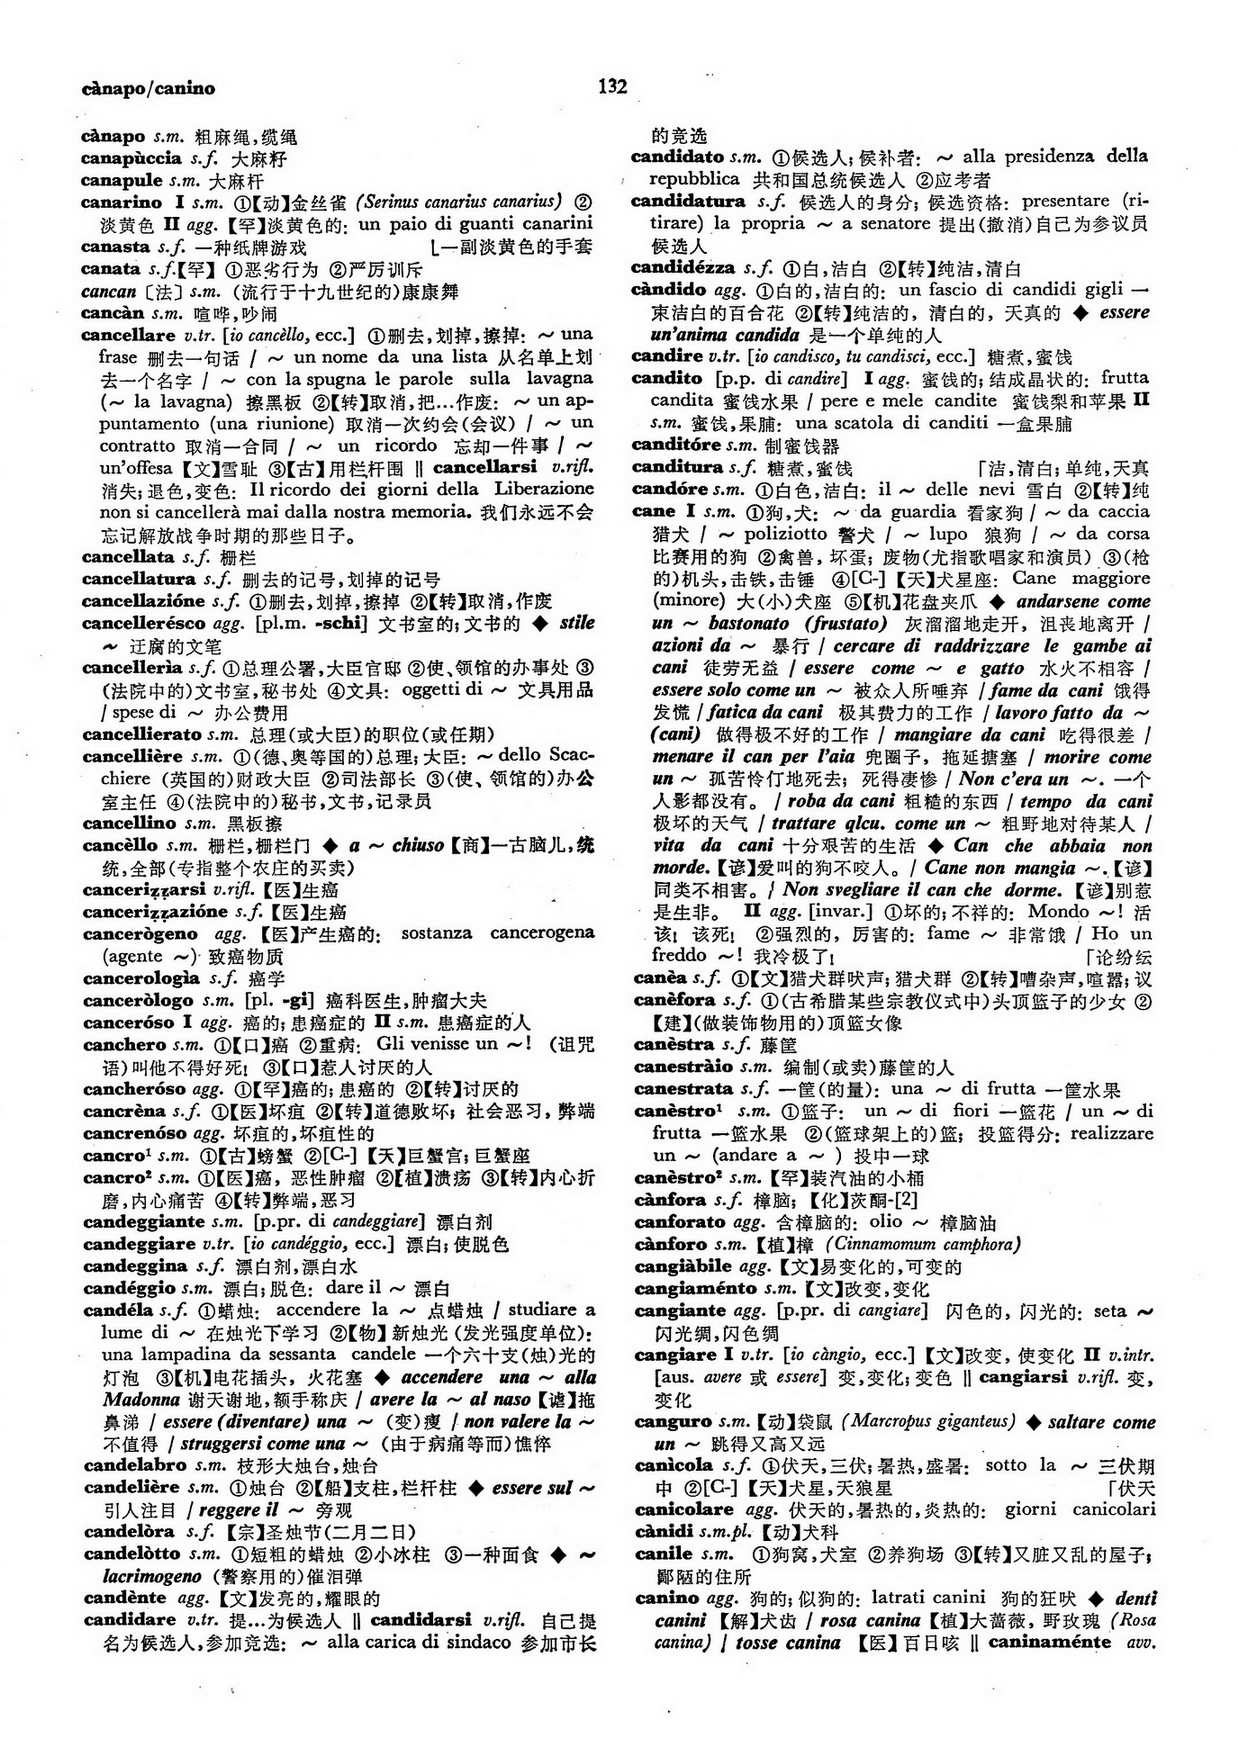 cànapo/canino
132
cànapo s.m. 粗麻绳,缆绳
canapùccia s.f. 大麻籽
canapule s.m. 大麻杆
canarino I s.m. ①【动】金丝雀 (Serinus canarius canarius) ②
淡黄色 II agg. 【罕】淡黄色的: un paio di guanti canarini
canasta s.f. 一种纸牌游戏 ⌊一副淡黄色的手套
canata s.f.【罕】 ①恶劣行为 ②严厉训斥
cancan 〔法〕 s.m. (流行于十九世纪的)康康舞
cancàn s.m. 喧哗,吵闹
cancellare v.tr. [io cancèllo, ecc.] ①删去,划掉,擦掉: ~ una
frase 删去一句话 / ~ un nome da una lista 从名单上划
去一个名字 / ~ con la spugna le parole sulla lavagna
(~ la lavagna) 擦黑板 ②【转】取消,把…作废: ~ un ap-
puntamento (una riunione) 取消一次约会(会议) / ~ un
contratto 取消一合同 / ~ un ricordo 忘却一件事 / ~
un'offesa 【文】雪耻 ③【古】用栏杆围 ‖ cancellarsi v.rifl.
消失; 退色,变色: Il ricordo dei giorni della Liberazione
non si cancellerà mai dalla nostra memoria. 我们永远不会
忘记解放战争时期的那些日子。
cancellata s.f. 栅栏
cancellatura s.f. 删去的记号,划掉的记号
cancellazióne s.f. ①删去,划掉,擦掉 ②【转】取消,作废
cancellerésco agg. [pl.m. -schi] 文书室的; 文书的 ◆ stile
~ 迂腐的文笔
cancellerìa s.f. ①总理公署,大臣官邸 ②使、领馆的办事处 ③
(法院中的)文书室,秘书处 ④文具: oggetti di ~ 文具用品
/ spese di ~ 办公费用
cancellierato s.m. 总理(或大臣)的职位(或任期)
cancellière s.m. ①(德、奥等国的)总理; 大臣: ~ dello Scac-
chiere (英国的)财政大臣 ②司法部长 ③(使、领馆的)办公
室主任 ④(法院中的)秘书,文书,记录员
cancellino s.m. 黑板擦
cancèllo s.m. 栅栏,栅栏门 ◆ a ~ chiuso 【商】一古脑儿,统
统,全部(专指整个农庄的买卖)
canceriẓẓarsi v.rifl. 【医】生癌
canceriẓẓazióne s.f. 【医】生癌
cancerògeno agg. 【医】产生癌的: sostanza cancerogena
(agente ~) 致癌物质
cancerologìa s.f. 癌学
canceròlogo s.m. [pl. -gi] 癌科医生,肿瘤大夫
canceróso I agg. 癌的; 患癌症的 II s.m. 患癌症的人
canchero s.m. ①【口】癌 ②重病: Gli venisse un ~! (诅咒
语)叫他不得好死! ③【口】惹人讨厌的人
cancheróso agg. ①【罕】癌的; 患癌的 ②【转】讨厌的
cancrèna s.f. ①【医】坏疽 ②【转】道德败坏; 社会恶习, 弊端
cancrenóso agg. 坏疽的,坏疽性的
cancro¹ s.m. ①【古】螃蟹 ②[C-] 【天】巨蟹宫; 巨蟹座
cancro² s.m. ①【医】癌, 恶性肿瘤 ②【植】溃疡 ③【转】内心折
磨,内心痛苦 ④【转】弊端,恶习
candeggiante s.m. [p.pr. di candeggiare] 漂白剂
candeggiare v.tr. [io candéggio, ecc.] 漂白; 使脱色
candeggina s.f. 漂白剂,漂白水
candéggio s.m. 漂白; 脱色: dare il ~ 漂白
candéla s.f. ①蜡烛: accendere la ~ 点蜡烛 / studiare a
lume di ~ 在烛光下学习 ②【物】新烛光 (发光强度单位):
una lampadina da sessanta candele 一个六十支(烛)光的
灯泡 ③【机】电花插头, 火花塞 ◆ accendere una ~ alla
Madonna 谢天谢地,额手称庆 / avere la ~ al naso 【谑】拖
鼻涕 / essere (diventare) una ~ (变)瘦 / non valere la ~
不值得 / struggersi come una ~ (由于病痛等而)憔悴
candelabro s.m. 枝形大烛台,烛台
candelière s.m. ①烛台 ②【船】支柱,栏杆柱 ◆ essere sul ~
引人注目 / reggere il ~ 旁观
candelòra s.f. 【宗】圣烛节(二月二日)
candelòtto s.m. ①短粗的蜡烛 ②小冰柱 ③一种面食 ◆ ~
lacrimogeno (警察用的)催泪弹
candènte agg. 【文】发亮的,耀眼的
candidare v.tr. 提…为候选人 ‖ candidarsi v.rifl. 自己提
名为候选人,参加竞选: ~ alla carica di sindaco 参加市长
的竞选
candidato s.m. ①候选人; 候补者: ~ alla presidenza della
repubblica 共和国总统候选人 ②应考者
candidatura s.f. 候选人的身分; 候选资格: presentare (ri-
tirare) la propria ~ a senatore 提出(撤消)自己为参议员
候选人
candidézza s.f. ①白,洁白 ②【转】纯洁,清白
càndido agg. ①白的,洁白的: un fascio di candidi gigli 一
束洁白的百合花 ②【转】纯洁的, 清白的, 天真的 ◆ essere
un'anima candida 是一个单纯的人
candire v.tr. [io candisco, tu candisci, ecc.] 糖煮,蜜饯
candito [p.p. di candire] I agg. 蜜饯的; 结成晶状的: frutta
candita 蜜饯水果 / pere e mele candite 蜜饯梨和苹果 II
s.m. 蜜饯,果脯: una scatola di canditi 一盒果脯
canditóre s.m. 制蜜饯器
canditura s.f. 糖煮,蜜饯 ⌈洁,清白; 单纯,天真
candóre s.m. ①白色,洁白: il ~ delle nevi 雪白 ②【转】纯
cane I s.m. ①狗,犬: ~ da guardia 看家狗 / ~ da caccia
猎犬 / ~ poliziotto 警犬 / ~ lupo 狼狗 / ~ da corsa
比赛用的狗 ②禽兽, 坏蛋; 废物(尤指歌唱家和演员) ③(枪
的)机头,击铁,击锤 ④[C-] 【天】犬星座: Cane maggiore
(minore) 大(小)犬座 ⑤【机】花盘夹爪 ◆ andarsene come
un ~ bastonato (frustato) 灰溜溜地走开, 沮丧地离开 /
azioni da ~ 暴行 / cercare di raddrizzare le gambe ai
cani 徒劳无益 / essere come ~ e gatto 水火不相容 /
essere solo come un ~ 被众人所唾弃 / fame da cani 饿得
发慌 / fatica da cani 极其费力的工作 / lavoro fatto da ~
(cani) 做得极不好的工作 / mangiare da cani 吃得很差 /
menare il can per l'aia 兜圈子, 拖延搪塞 / morire come
un ~ 孤苦怜仃地死去; 死得凄惨 / Non c'era un ~. 一个
人影都没有。 / roba da cani 粗糙的东西 / tempo da cani
极坏的天气 / trattare qlcu. come un ~ 粗野地对待某人 /
vita da cani 十分艰苦的生活 ◆ Can che abbaia non
morde. 【谚】爱叫的狗不咬人。 / Cane non mangia ~. 【谚】
同类不相害。 / Non svegliare il can che dorme. 【谚】别惹
是生非。 II agg. [invar.] ①坏的; 不祥的: Mondo ~! 活
该! 该死! ②强烈的, 厉害的: fame ~ 非常饿 / Ho un
freddo ~! 我冷极了! ⌈论纷纭
canèa s.f. ①【文】猎犬群吠声; 猎犬群 ②【转】嘈杂声,喧嚣; 议
canèfora s.f. ①(古希腊某些宗教仪式中)头顶篮子的少女 ②
【建】(做装饰物用的)顶篮女像
canèstra s.f. 藤筐
canestràio s.m. 编制(或卖)藤筐的人
canestrata s.f. 一筐(的量): una ~ di frutta 一筐水果
canèstro¹ s.m. ①篮子: un ~ di fiori 一篮花 / un ~ di
frutta 一篮水果 ②(篮球架上的)篮; 投篮得分: realizzare
un ~ (andare a ~ ) 投中一球
canèstro² s.m. 【罕】装汽油的小桶
cànfora s.f. 樟脑; 【化】莰酮-[2]
canforato agg. 含樟脑的: olio ~ 樟脑油
cànforo s.m. 【植】樟 (Cinnamomum camphora)
cangiàbile agg. 【文】易变化的,可变的
cangiaménto s.m. 【文】改变,变化
cangiante agg. [p.pr. di cangiare] 闪色的, 闪光的: seta ~
闪光绸,闪色绸
cangiare I v.tr. [io càngio, ecc.] 【文】改变, 使变化 II v.intr.
[aus. avere 或 essere] 变,变化; 变色 ‖ cangiarsi v.rifl. 变,
变化
canguro s.m. 【动】袋鼠 (Marcropus giganteus) ◆ saltare come
un ~ 跳得又高又远
canìcola s.f. ①伏天,三伏; 暑热,盛暑: sotto la ~ 三伏期
中 ②[C-] 【天】犬星,天狼星 ⌈伏天
canicolare agg. 伏天的,暑热的,炎热的: giorni canicolari
cànidi s.m.pl. 【动】犬科
canile s.m. ①狗窝,犬室 ②养狗场 ③【转】又脏又乱的屋子;
鄙陋的住所
canino agg. 狗的; 似狗的: latrati canini 狗的狂吠 ◆ denti
canini 【解】犬齿 / rosa canina 【植】大蔷薇, 野玫瑰 (Rosa
canina) / tosse canina 【医】百日咳 ‖ caninaménte avv.